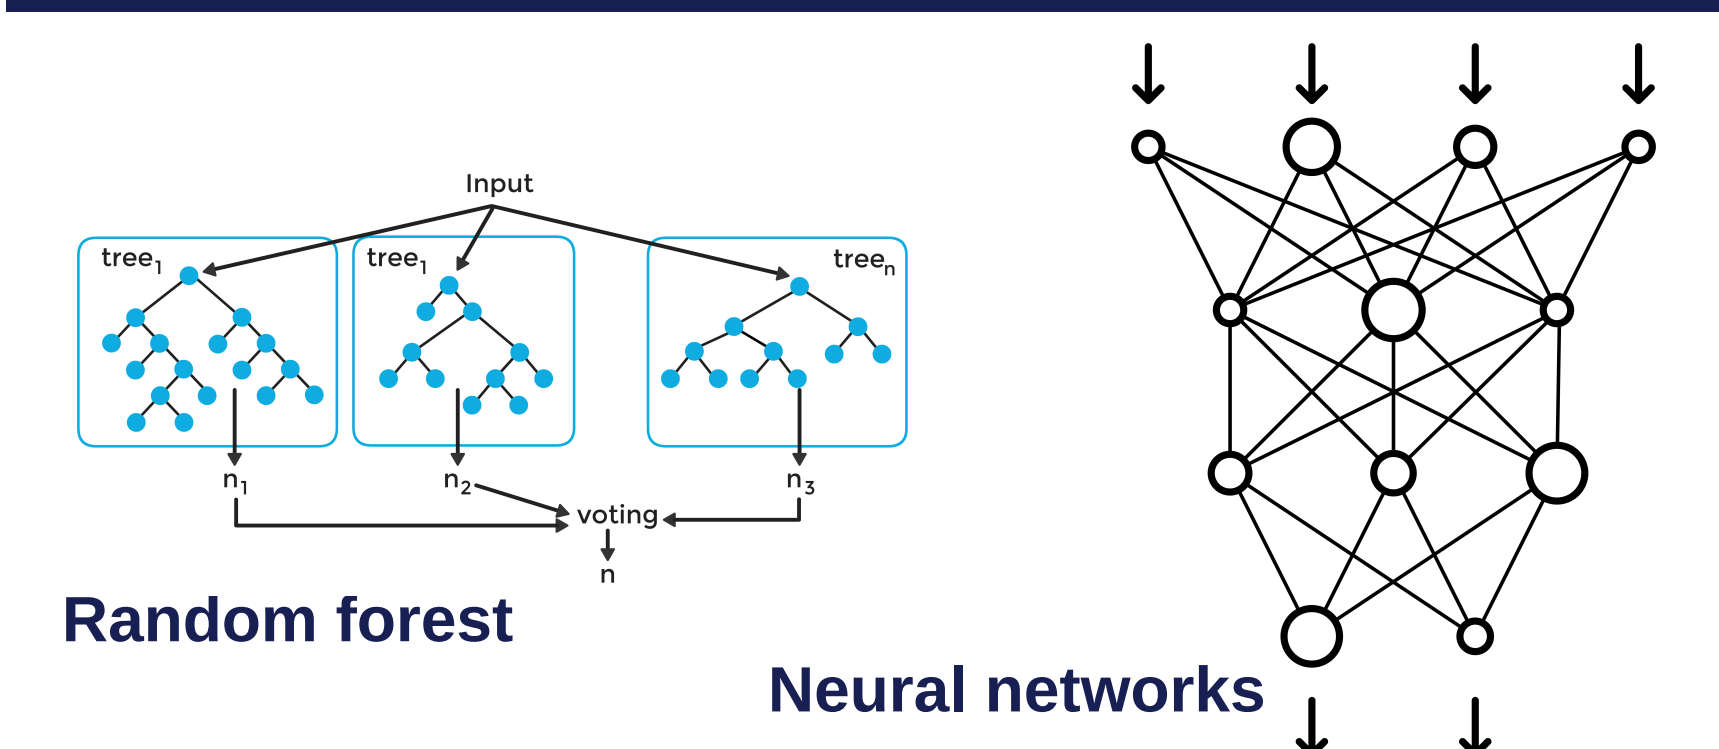 Input
tree₁
tree₁
treeₙ
n₁
n₂
n₃
voting
n
Random forest
Neural networks